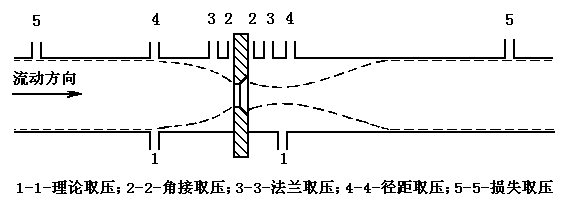 5 4 3 2 2 3 4 5
流动方向
1 1
1-1-理论取压；2-2-角接取压；3-3-法兰取压；4-4-径距取压；5-5-损失取压